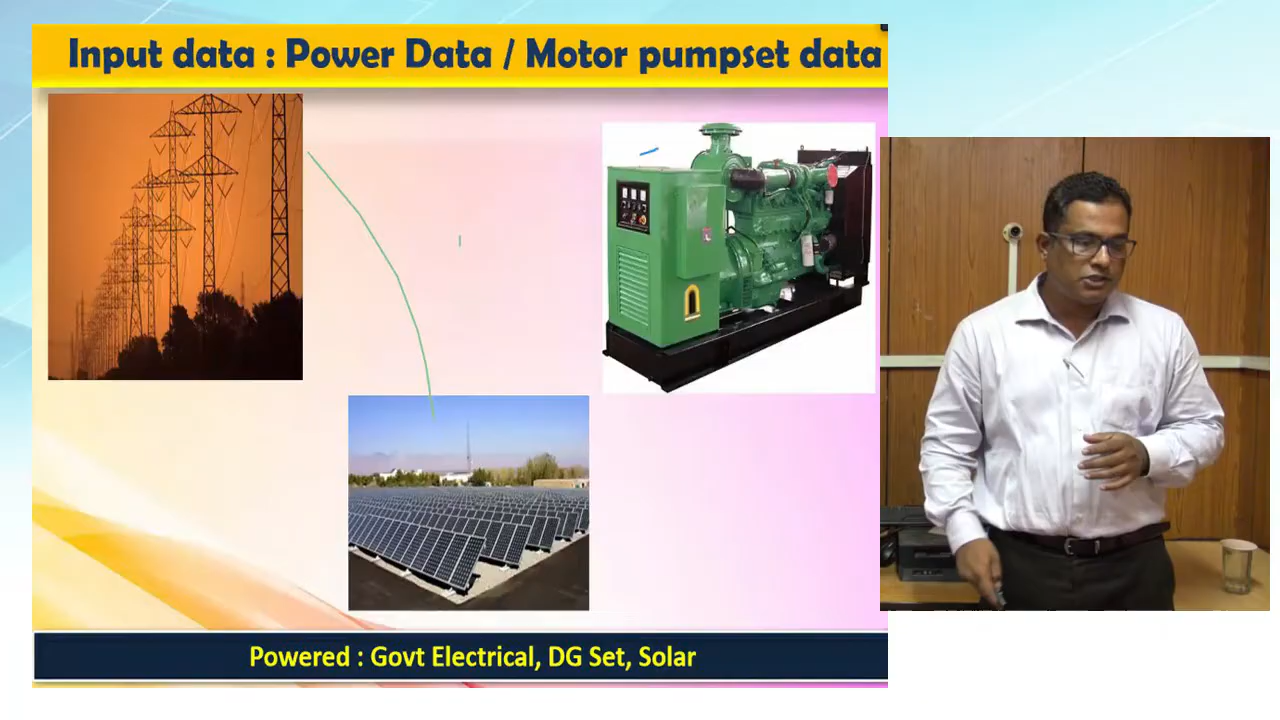 Input data : Power Data / Motor pumpset data
Powered : Govt Electrical, DG Set, Solar